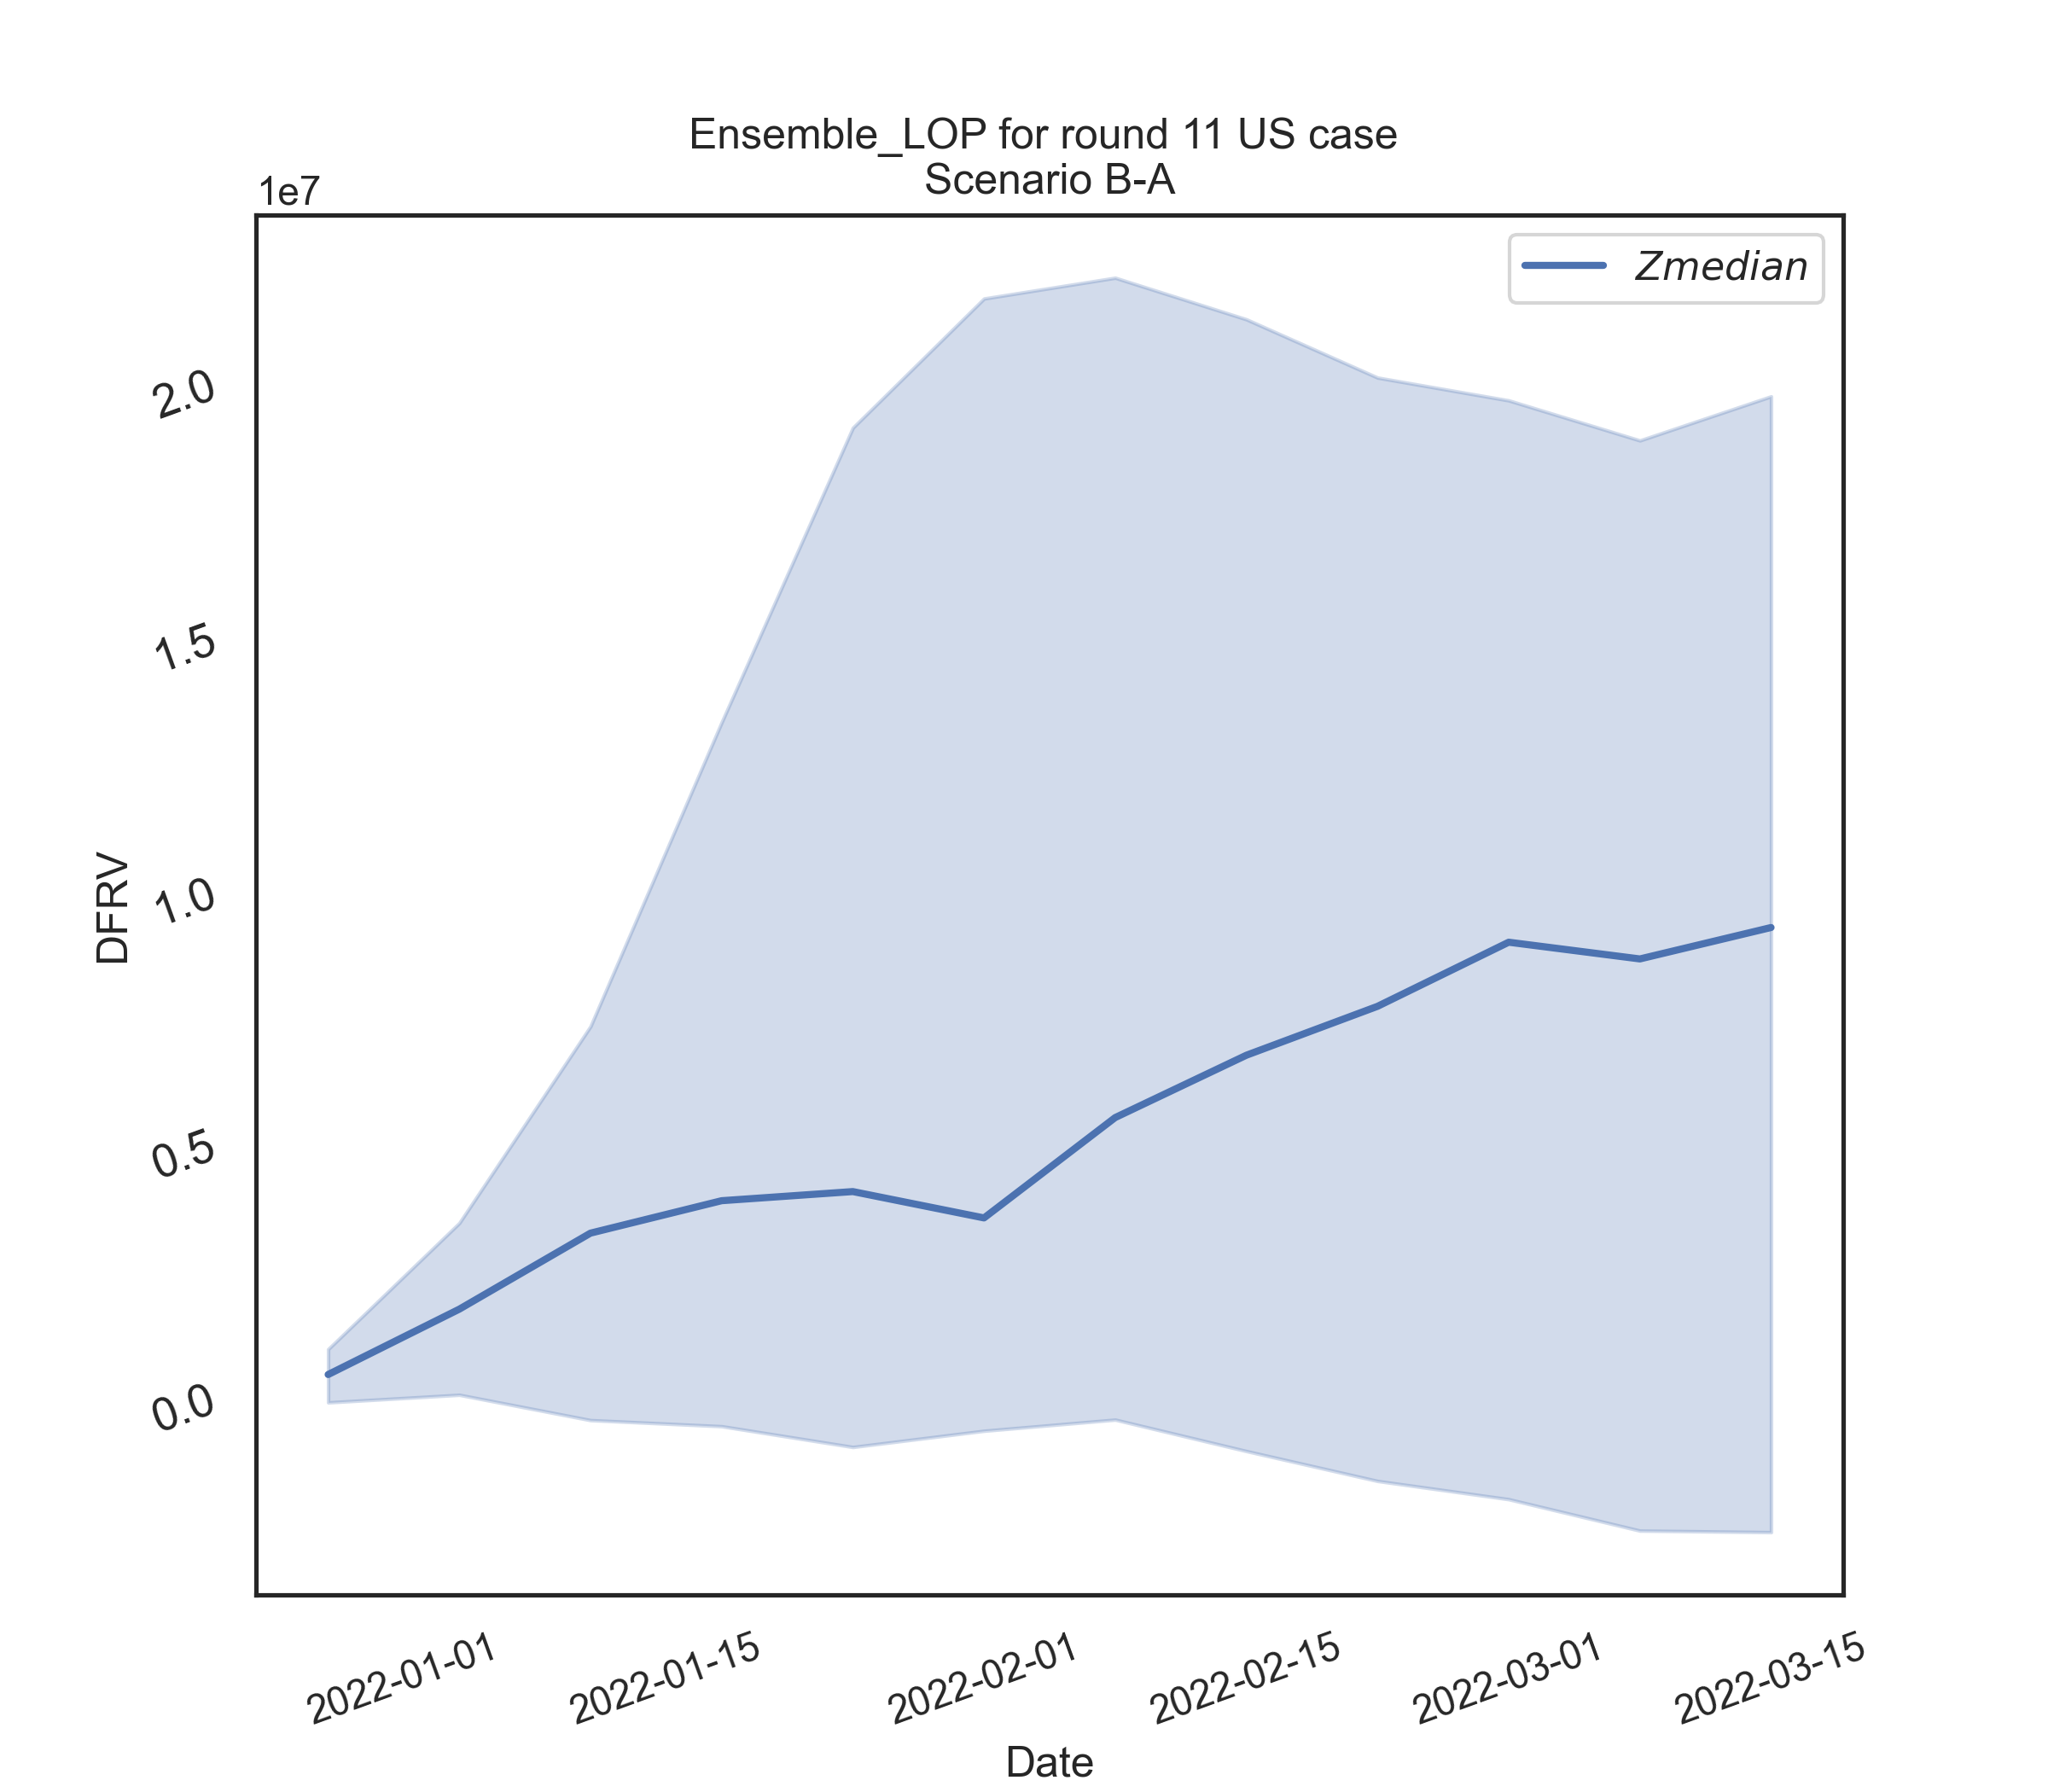 Ensemble_LOP for round 11 US case
Scenario B-A
1e7
Zmedian
2.0
1.5
1.0
0.5
0.0
DFRV
2022-01-01
2022-01-15
2022-02-01
2022-02-15
2022-03-01
2022-03-15
Date